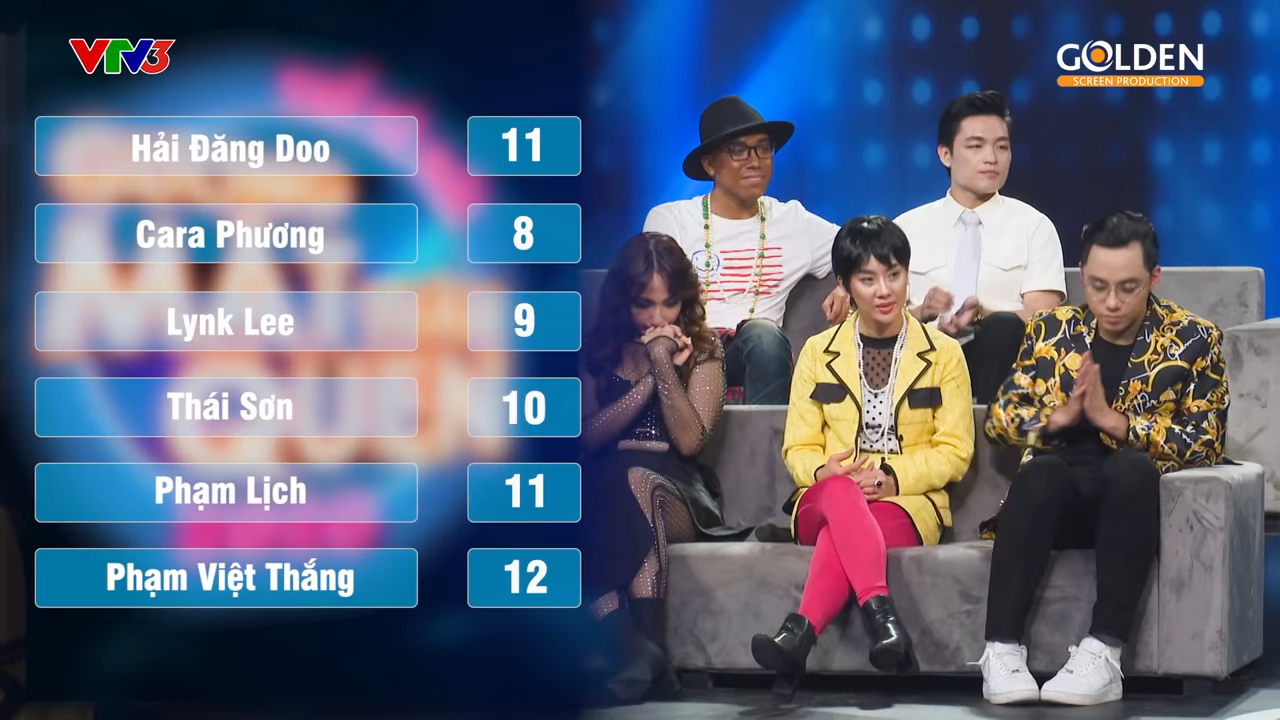 VTV3
GOLDEN
SCREEN PRODUCTION
Hải Đăng Doo 11
Cara Phương 8
Lynk Lee 9
Thái Sơn 10
Phạm Lịch 11
Phạm Việt Thắng 12